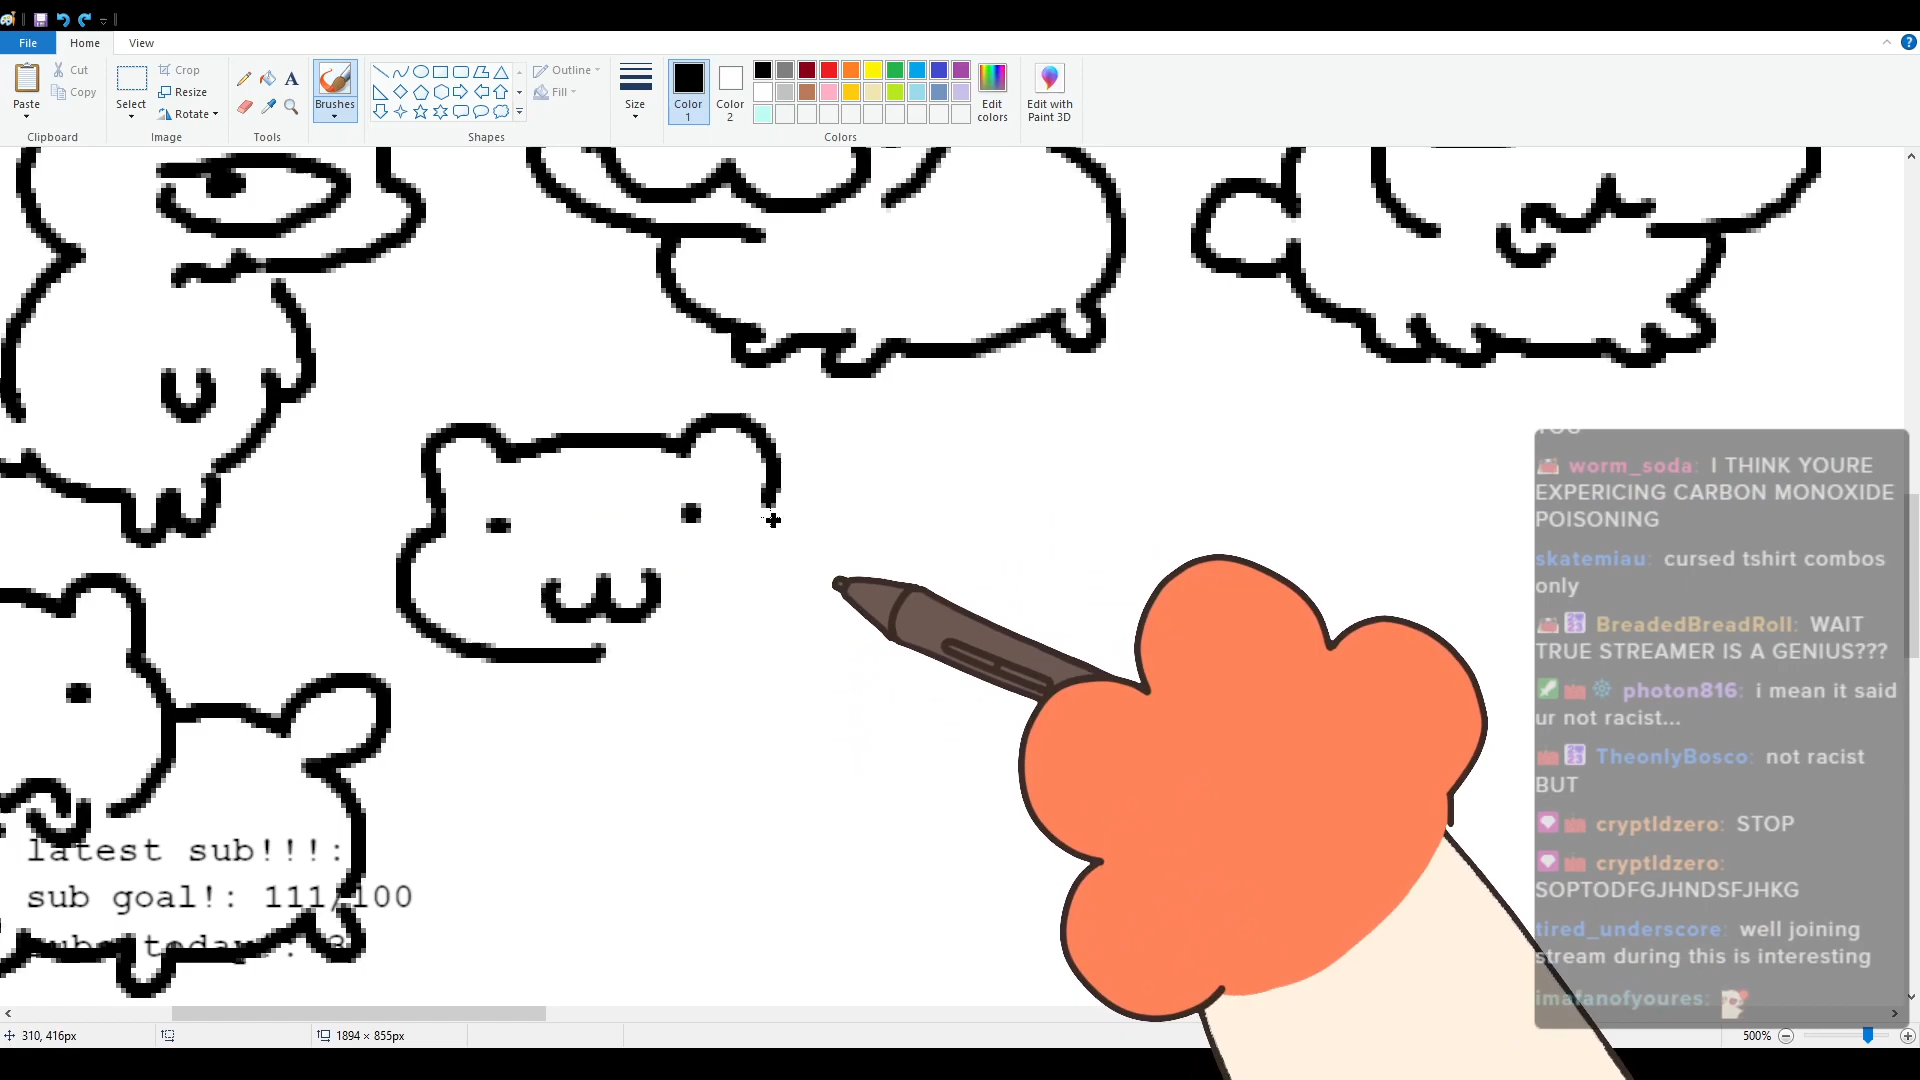 File Home View
Paste Cut Copy
Clipboard
Select Crop Resize Rotate
Image
A
Tools
Brushes
Shapes
Outline
Fill
Size
Color 1
Color 2
Edit colors
Colors
Edit with Paint 3D
YOU
worm_soda: I THINK YOURE
EXPERICING CARBON MONOXIDE
POISONING
skatemiau: cursed tshirt combos
only
BreadedBreadRoll: WAIT
TRUE STREAMER IS A GENIUS???
photon816: i mean it said
ur not racist...
TheonlyBosco: not racist
BUT
cryptldzero: STOP
cryptldzero:
SOPTODFGJHNDSFJHKG
tired_underscore: well joining
stream during this is interesting
imafanofyoures:
latest sub!!!:
sub goal!: 111/100
310, 416px
1894 × 855px
500%